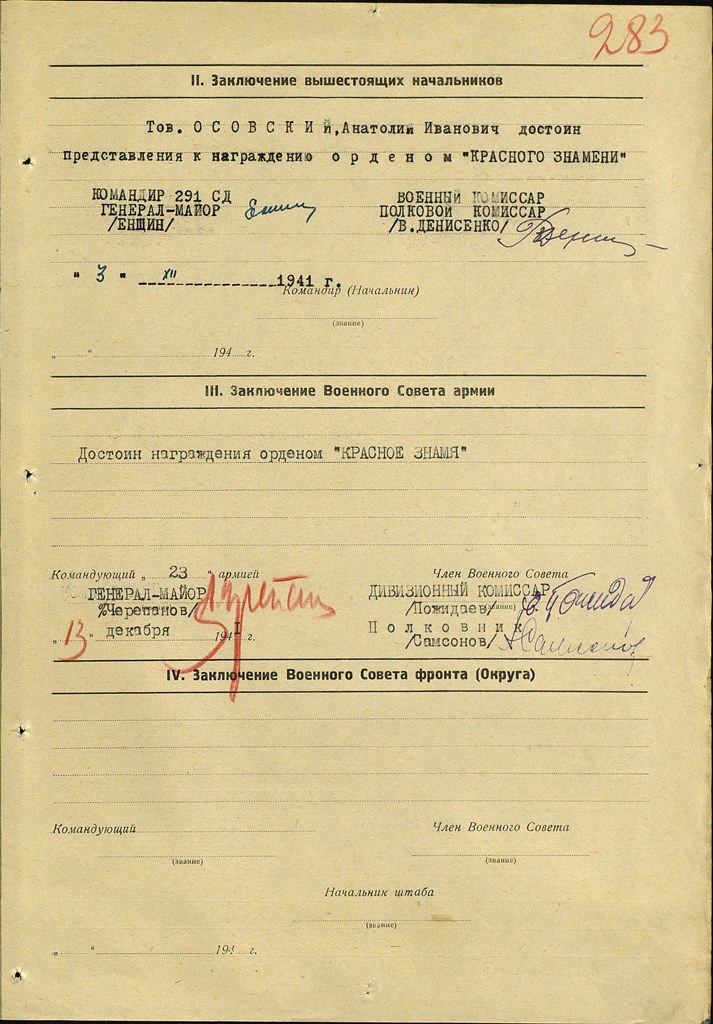 283
II. Заключение вышестоящих начальников
Тов. О С О В С К И й, Анатолий Иванович достоин
представления к награждению о р д е н о м "КРАСНОГО ЗНАМЕНИ"
КОМАНДИР 291 СД ВОЕННЫЙ КОМИССАР
ГЕНЕРАЛ-МАЙОР ПОЛКОВОЙ КОМИССАР
/ЕНЩИН/ /В.ДЕНИСЕНКО/
" 3 " XII 1941 г.
Командир (Начальник)
(звание)
„ “ 194 г.
III. Заключение Военного Совета армии
Достоин награждения орденом "КРАСНОЕ ЗНАМЯ"
Командующий „ 23 “ армией Член Военного Совета
ГЕНЕРАЛ-МАЙОР ДИВИЗИОННЫЙ КОМИССАР
%Черепанов/ /Пожидаев/ (звание)
„ 13 “ декабря 1941 г. П о л к о в н и к
/Самсонов/
IV. Заключение Военного Совета фронта (Округа)
Командующий Член Военного Совета
(звание) (звание)
Начальник штаба
(звание)
„ “ 194 г.